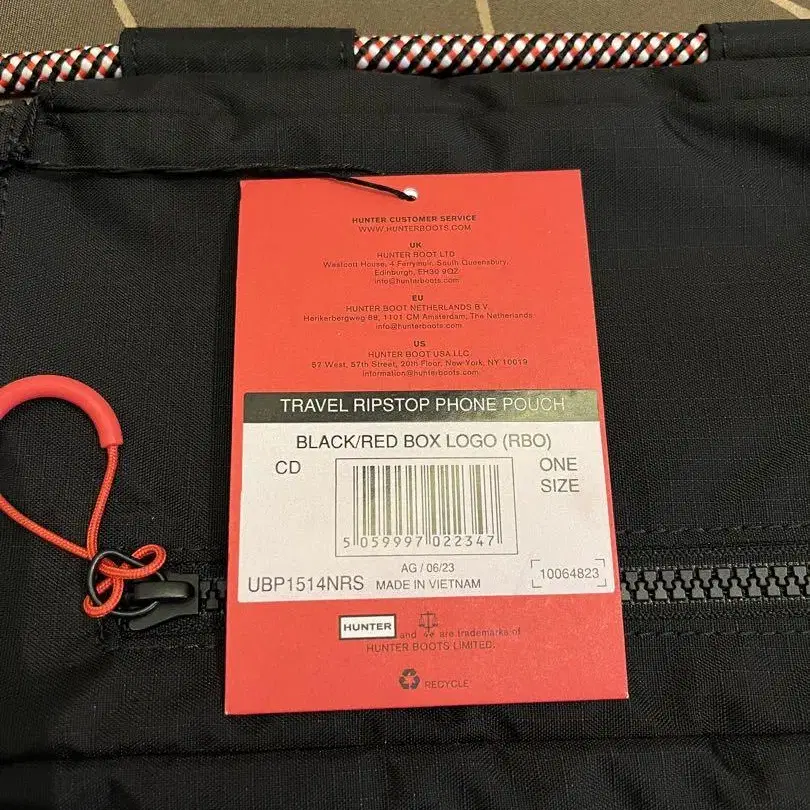 HUNTER CUSTOMER SERVICE
WWW.HUNTERBOOTS.COM
UK
HUNTER BOOT LTD
Westcott House, 4 Ferrymuir, South Queensbury,
Edinburgh, EH30 9QZ
info@hunterboots.com
EU
HUNTER BOOT NETHERLANDS B.V.
Herikerbergweg 88, 1101 CM Amsterdam, The Netherlands
info@hunterboots.com
US
HUNTER BOOT USA LLC
57 West, 57th Street, 20th Floor, New York, NY 10019
information@hunterboots.com
TRAVEL RIPSTOP PHONE POUCH
BLACK/RED BOX LOGO (RBO)
CD
ONE
SIZE
5 059997 022347
AG / 06/23
UBP1514NRS MADE IN VIETNAM
10064823
HUNTER and are trademarks of
HUNTER BOOTS LIMITED.
RECYCLE